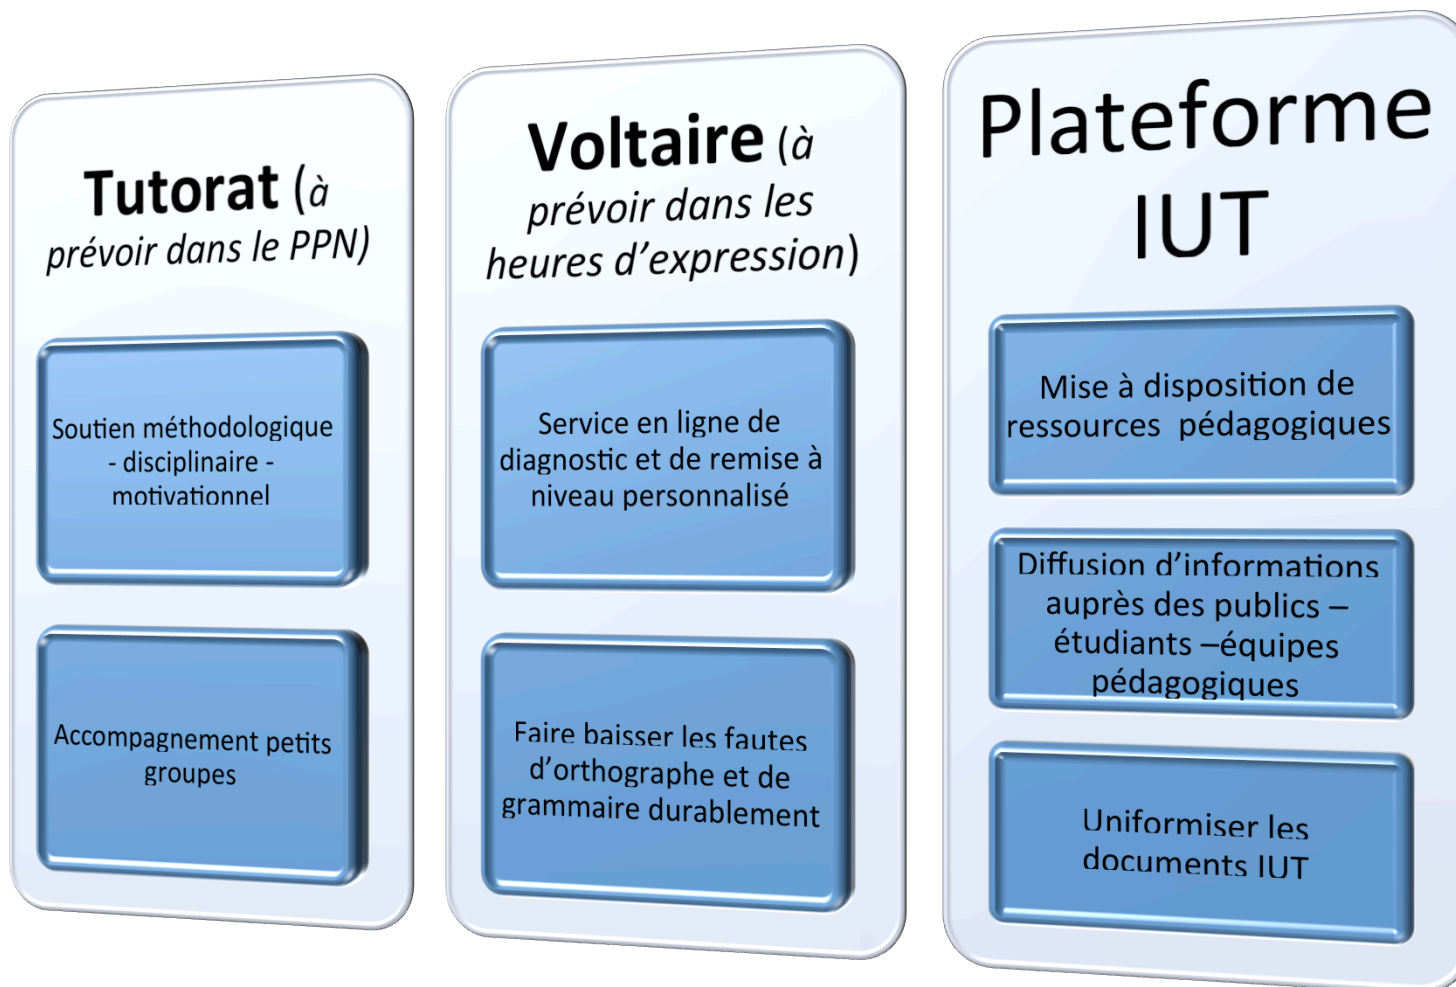 Tutorat (à
prévoir dans le PPN)
Soutien méthodologique
- disciplinaire -
motivationnel
Accompagnement petits
groupes
Voltaire (à
prévoir dans les
heures d’expression)
Service en ligne de
diagnostic et de remise à
niveau personnalisé
Faire baisser les fautes
d’orthographe et de
grammaire durablement
Plateforme
IUT
Mise à disposition de
ressources  pédagogiques
Diffusion d’informations
auprès des publics –
étudiants –équipes
pédagogiques
Uniformiser les
documents IUT